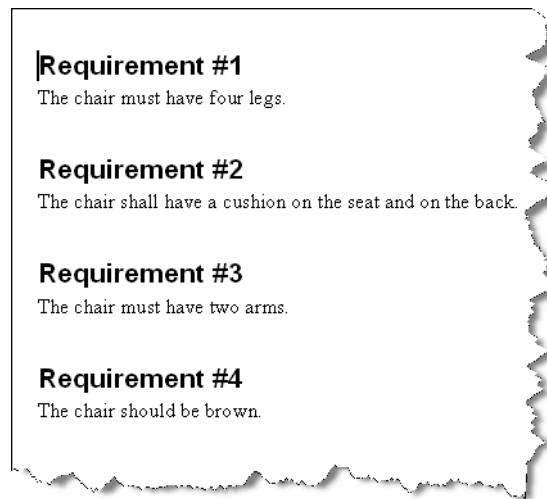 Requirement #1
The chair must have four legs.
Requirement #2
The chair shall have a cushion on the seat and on the back.
Requirement #3
The chair must have two arms.
Requirement #4
The chair should be brown.